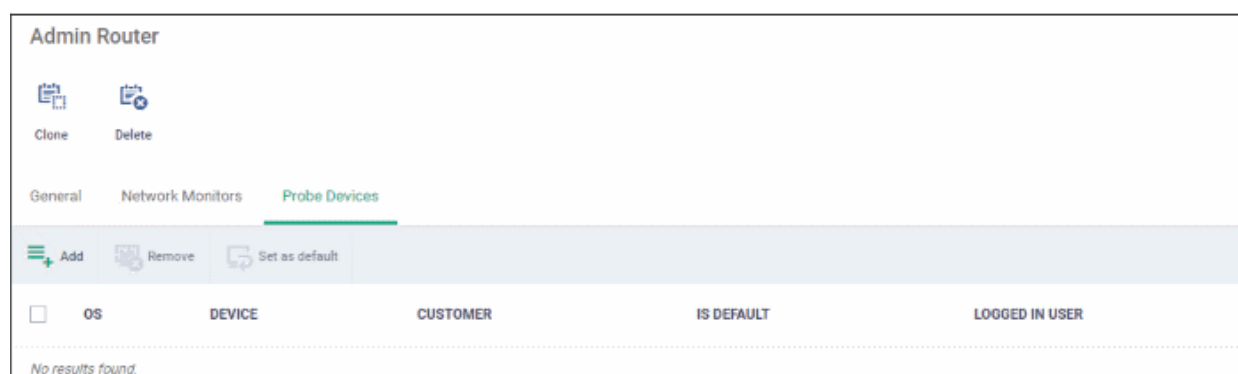 Admin Router
Clone Delete
General Network Monitors Probe Devices
Add Remove Set as default
OS DEVICE CUSTOMER IS DEFAULT LOGGED IN USER
No results found.